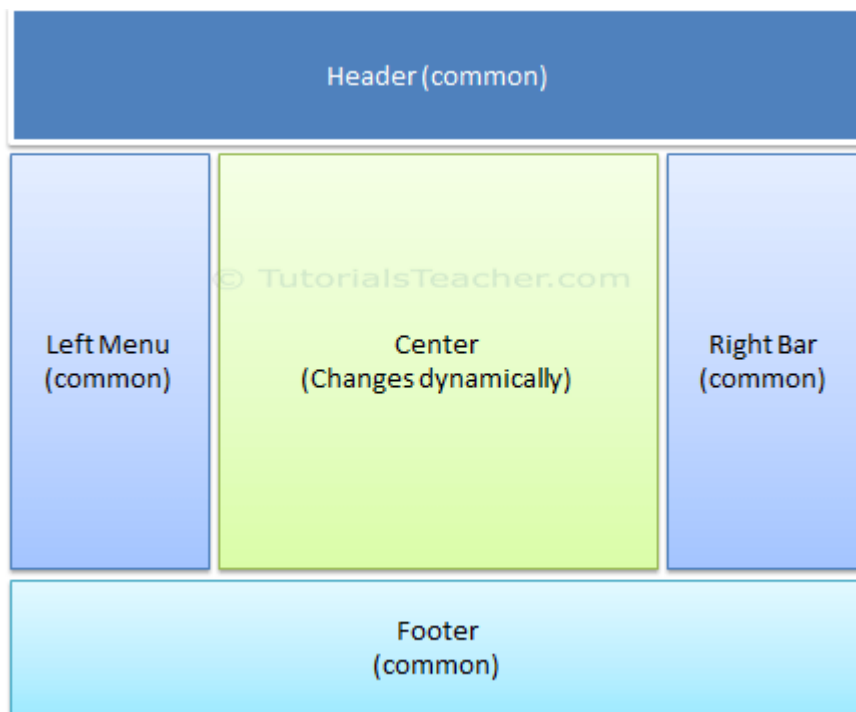 Header (common)
© TutorialsTeacher.com
Left Menu
(common)
Center
(Changes dynamically)
Right Bar
(common)
Footer
(common)